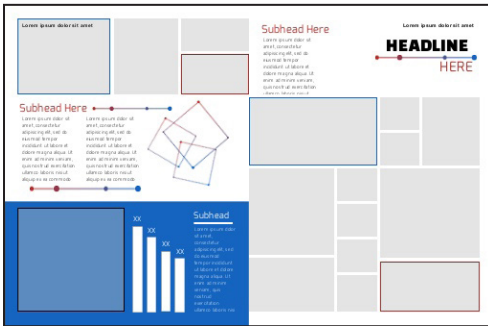 Lorem ipsum dolor sit amet
Subhead Here
Lorem ipsum dolor sit
amet, consectetur
adipiscing elit, sed do
eiusmod tempor
incididunt ut labore et
dolore magna aliqua. Ut
enim ad minim veniam,
quis nostrud exercitation
ullamco laboris nisi ut
aliquip ex ea commodo
Lorem ipsum dolor sit
amet, consectetur
adipiscing elit, sed do
eiusmod tempor
incididunt ut labore et
dolore magna aliqua. Ut
enim ad minim veniam,
quis nostrud exercitation
ullamco laboris nisi ut
aliquip ex ea commodo
XX
XX
XX
XX
Subhead
Lorem ipsum dolor
sit amet,
consectetur
adipiscing elit, sed
do eiusmod
tempor incididunt
ut labore et dolore
magna aliqua. Ut
enim ad minim
veniam, quis
nostrud
exercitation
ullamco laboris nisi
Subhead Here
Lorem ipsum dolor sit
amet, consectetur
adipiscing elit, sed do
eiusmod tempor
incididunt ut labore et
dolore magna aliqua. Ut
enim ad minim veniam,
Lorem ipsum dolor sit amet
HEADLINE
HERE